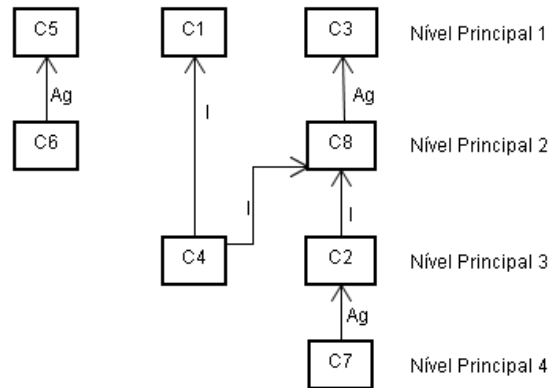 C5 C1 C3 Nível Principal 1
Ag I Ag
C6 C8 Nível Principal 2
I I
C4 C2 Nível Principal 3
Ag
C7 Nível Principal 4